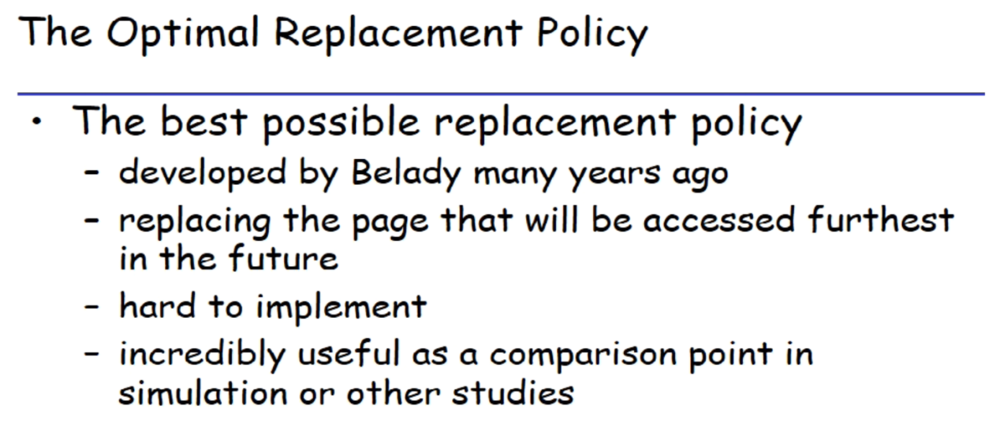 The Optimal Replacement Policy
• The best possible replacement policy
– developed by Belady many years ago
– replacing the page that will be accessed furthest
in the future
– hard to implement
– incredibly useful as a comparison point in
simulation or other studies